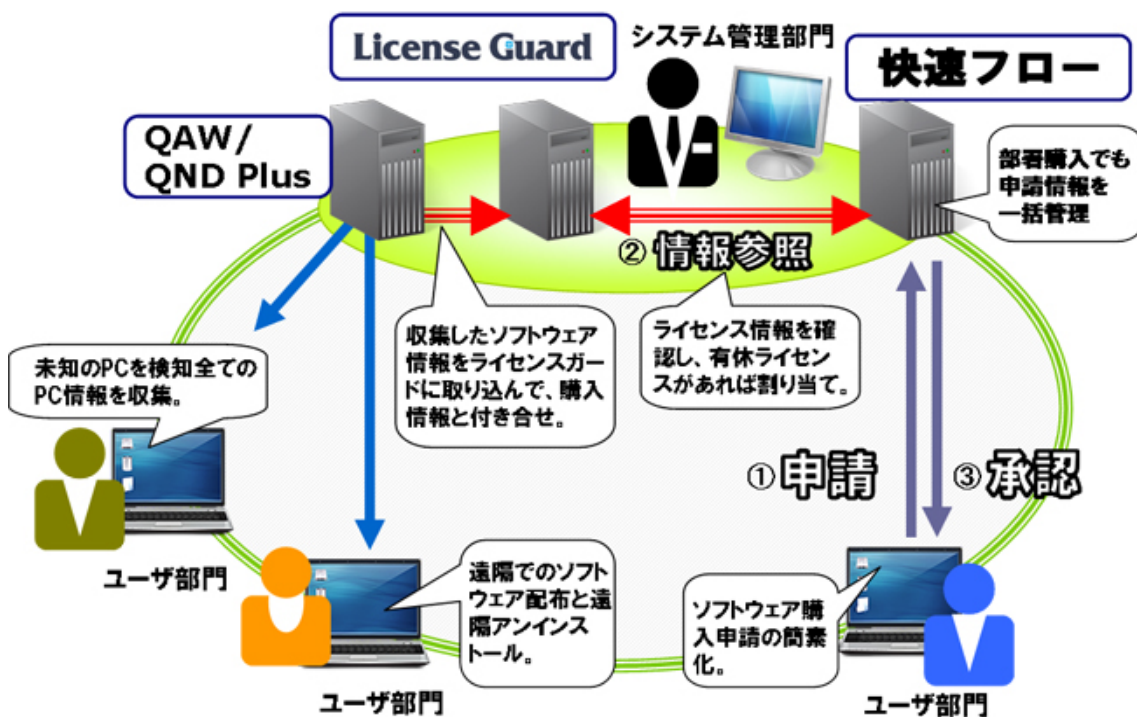 License Guard
システム管理部門
快速フロー
QAW/
QND Plus
部署購入でも
申請情報を
一括管理
②情報参照
収集したソフトウェア
情報をライセンスガー
ドに取り込んで、購入
情報と付き合せ。
ライセンス情報を確
認し、有休ライセン
スがあれば割り当て。
未知のPCを検知全ての
PC情報を収集。
①申請
③承認
ユーザ部門
遠隔でのソフト
ウェア配布と遠
隔アンインス
トール。
ソフトウェア購
入申請の簡素
化。
ユーザ部門
ユーザ部門